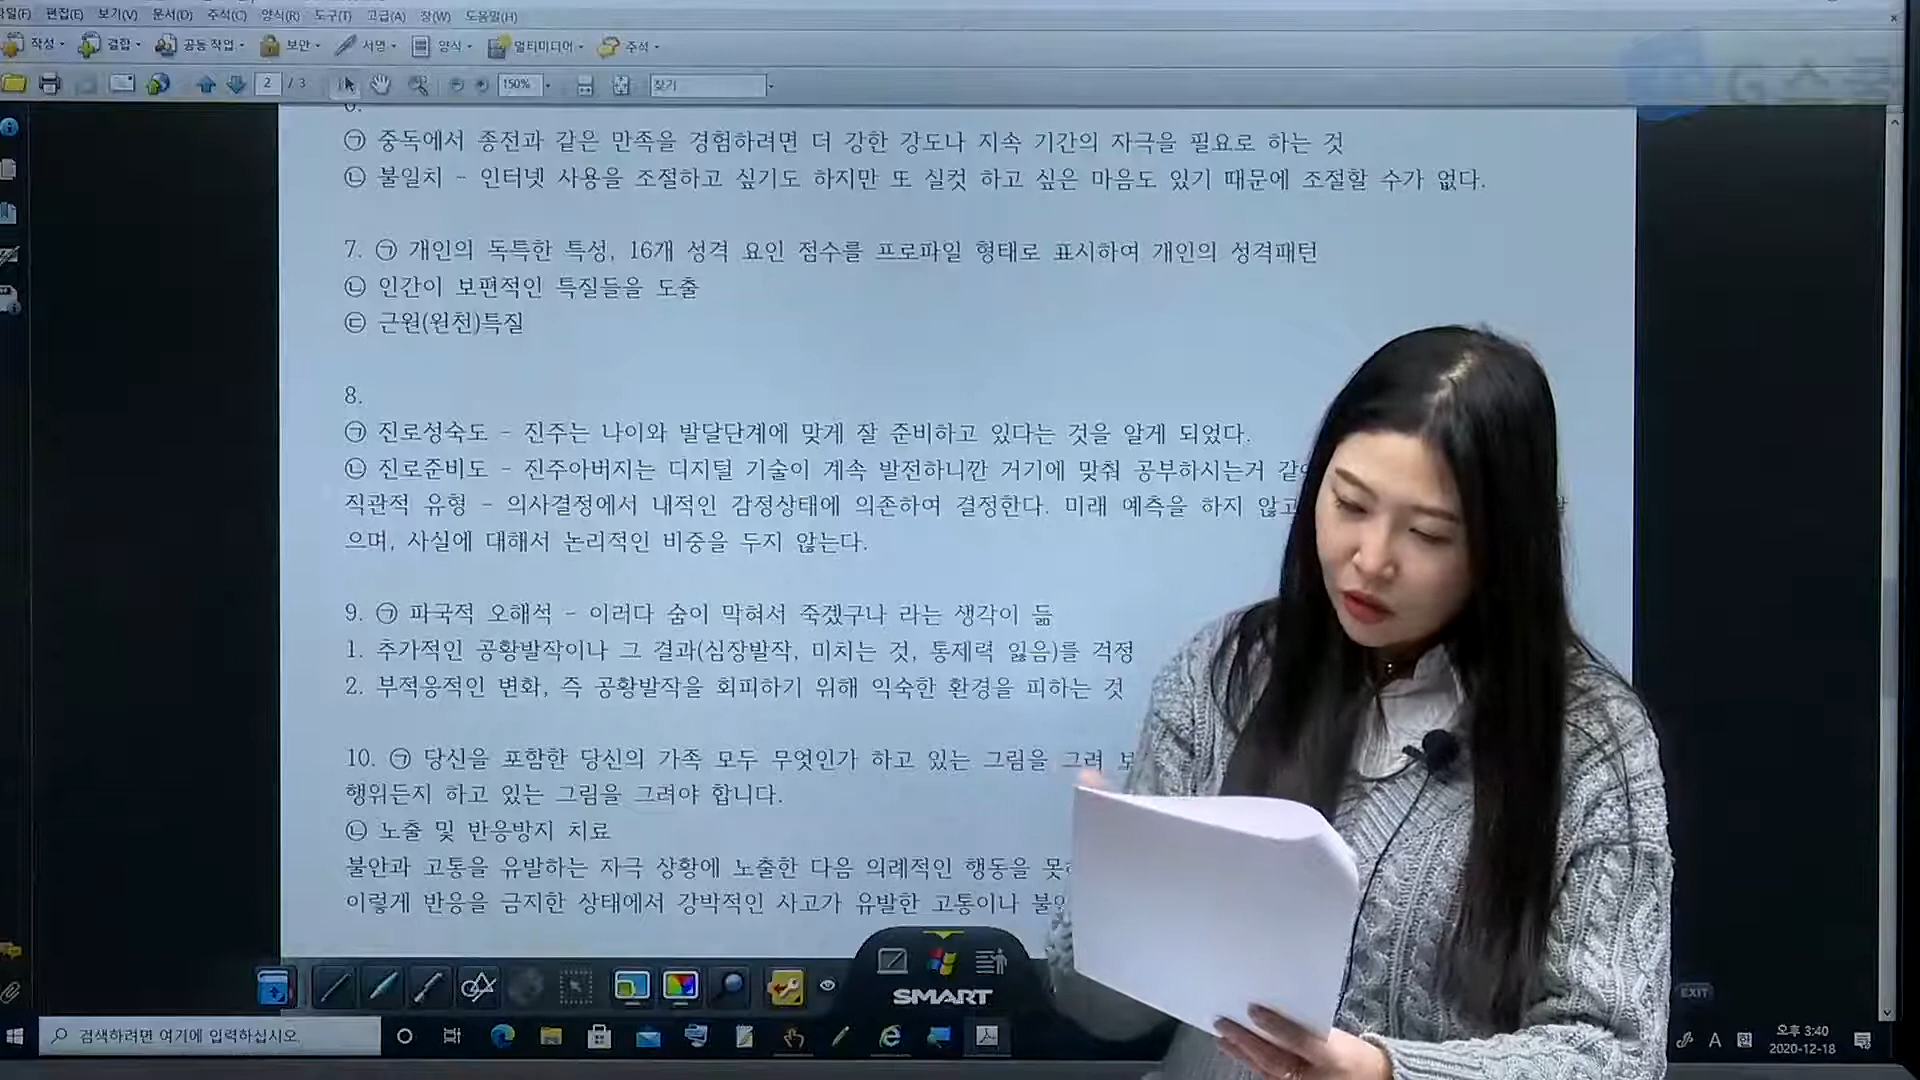 파일(F) 편집(E) 보기(V) 문서(D) 주석(C) 양식(R) 도구(T) 고급(A) 창(W) 도움말(H)
작성 결합 공동 작업 보안 서명 양식 멀티미디어 주석
2 / 3 150% 찾기
㉠ 중독에서 종전과 같은 만족을 경험하려면 더 강한 강도나 지속 기간의 자극을 필요로 하는 것
㉡ 불일치 - 인터넷 사용을 조절하고 싶기도 하지만 또 실컷 하고 싶은 마음도 있기 때문에 조절할 수가 없다.
7. ㉠ 개인의 독특한 특성, 16개 성격 요인 점수를 프로파일 형태로 표시하여 개인의 성격패턴
㉡ 인간이 보편적인 특질들을 도출
㉢ 근원(원천)특질
8.
㉠ 진로성숙도 - 진주는 나이와 발달단계에 맞게 잘 준비하고 있다는 것을 알게 되었다.
㉡ 진로준비도 - 진주아버지는 디지털 기술이 계속 발전하니깐 거기에 맞춰 공부하시는거
직관적 유형 - 의사결정에서 내적인 감정상태에 의존하여 결정한다. 미래 예측을 하지 않고
으며, 사실에 대해서 논리적인 비중을 두지 않는다.
9. ㉠ 파국적 오해석 - 이러다 숨이 막혀서 죽겠구나 라는 생각이 듦
1. 추가적인 공황발작이나 그 결과(심장발작, 미치는 것, 통제력 잃음)를 걱정
2. 부적응적인 변화, 즉 공황발작을 회피하기 위해 익숙한 환경을 피하는 것
10. ㉠ 당신을 포함한 당신의 가족 모두 무엇인가 하고 있는 그림을 그려
행위든지 하고 있는 그림을 그려야 합니다.
㉡ 노출 및 반응방지 치료
불안과 고통을 유발하는 자극 상황에 노출한 다음 의례적인 행동을
이렇게 반응을 금지한 상태에서 강박적인 사고가 유발한 고통이나
SMART
EXIT
검색하려면 여기에 입력하십시오.
A 오후 3:40
2020-12-18